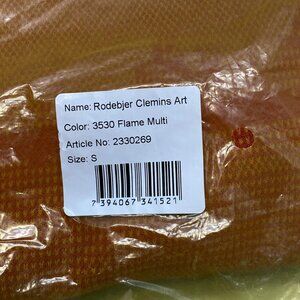 Name: Rodebjer Clemins Art
Color: 3530 Flame Multi
Article No: 2330269
Size: S
7 394067 341521